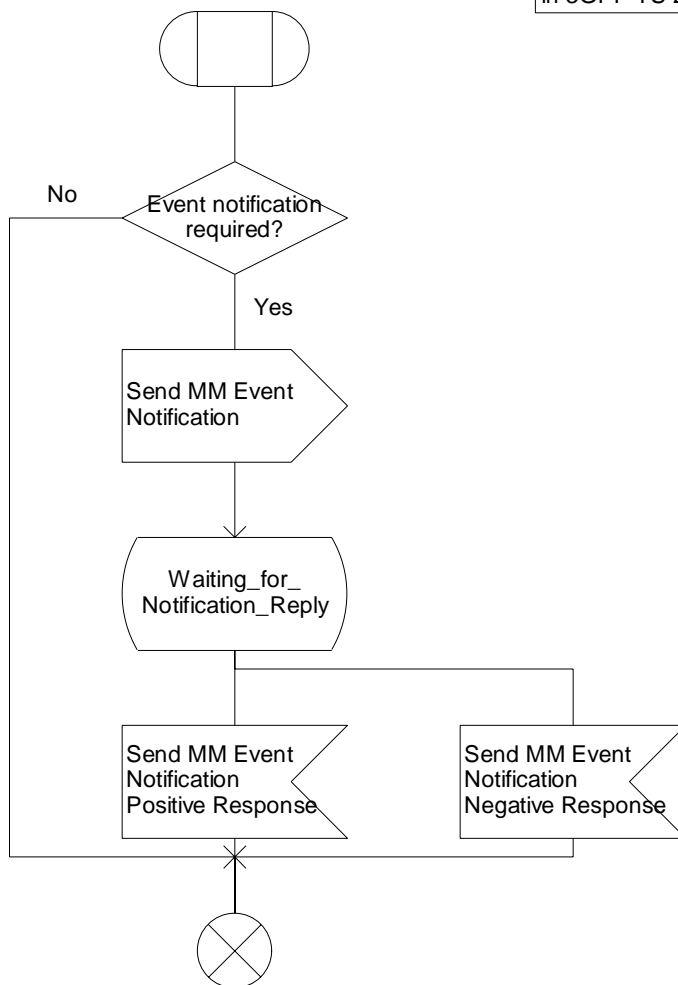 No
Event notification
required?
Yes
Send MM Event
Notification
Waiting_for_
Notification_Reply
Send MM Event
Notification
Positive Response
Send MM Event
Notification
Negative Response